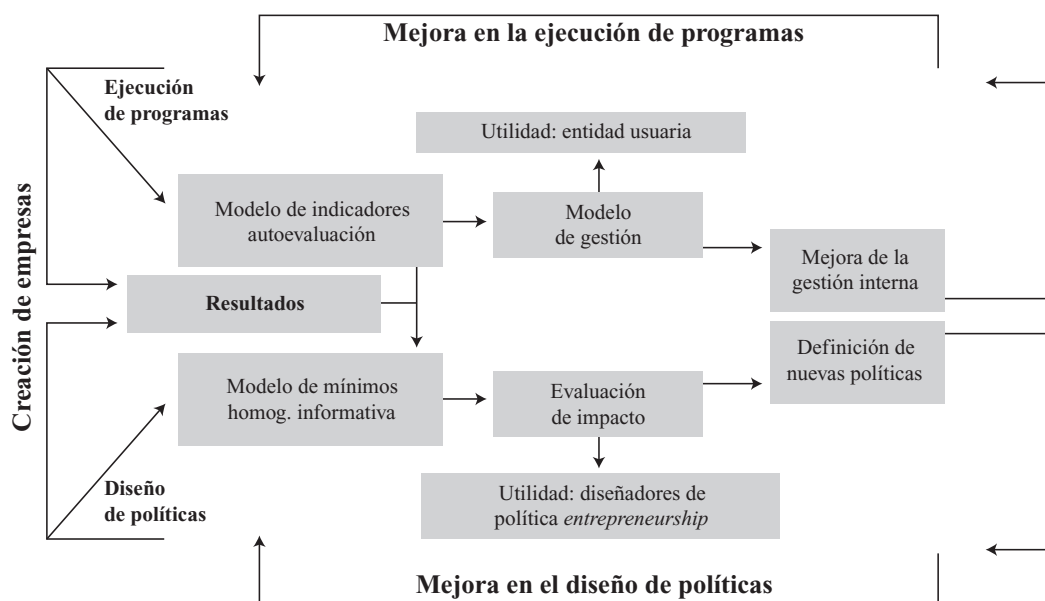 Mejora en la ejecución de programas
Ejecución
de programas
Utilidad: entidad usuaria
Creación de empresas
Modelo de indicadores
autoevaluación
Modelo
de gestión
Mejora de la
gestión interna
Resultados
Definición de
nuevas políticas
Modelo de mínimos
homog. informativa
Evaluación
de impacto
Diseño
de políticas
Utilidad: diseñadores de
política entrepreneurship
Mejora en el diseño de políticas